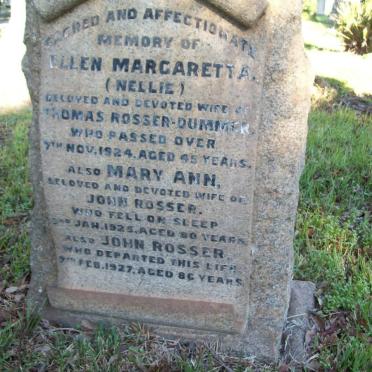 SACRED AND AFFECTIONATE
MEMORY OF
ELLEN MARGARETTA.
(NELLIE)
BELOVED AND DEVOTED WIFE OF
THOMAS ROSSER-DUMMER
WHO PASSED OVER
7TH NOV. 1924, AGED 45 YEARS.
ALSO MARY ANN,
BELOVED AND DEVOTED WIFE OF
JOHN ROSSER.
WHO FELL ON SLEEP
JAN. 1925, AGED 80 YEARS
ALSO JOHN ROSSER
WHO DEPARTED THIS LIFE
FEB. 1927, AGED 86 YEARS